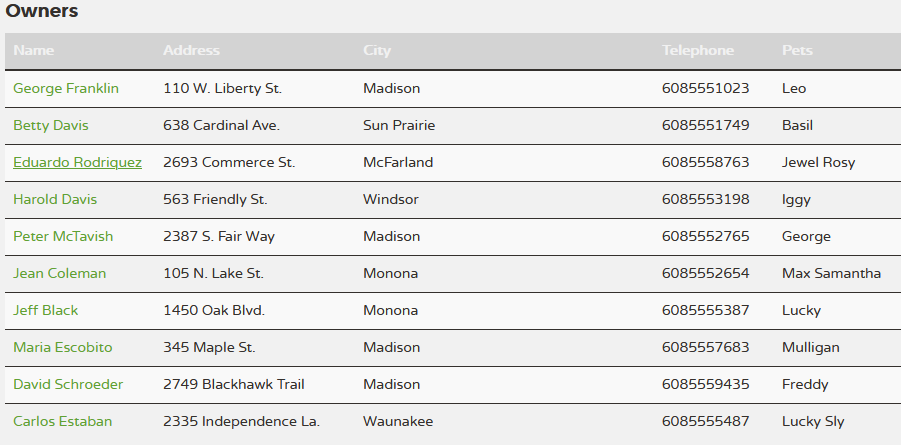 Owners
Name Address City Telephone Pets
George Franklin 110 W. Liberty St. Madison 6085551023 Leo
Betty Davis 638 Cardinal Ave. Sun Prairie 6085551749 Basil
Eduardo Rodriquez 2693 Commerce St. McFarland 6085558763 Jewel Rosy
Harold Davis 563 Friendly St. Windsor 6085553198 Iggy
Peter McTavish 2387 S. Fair Way Madison 6085552765 George
Jean Coleman 105 N. Lake St. Monona 6085552654 Max Samantha
Jeff Black 1450 Oak Blvd. Monona 6085555387 Lucky
Maria Escobito 345 Maple St. Madison 6085557683 Mulligan
David Schroeder 2749 Blackhawk Trail Madison 6085559435 Freddy
Carlos Estaban 2335 Independence La. Waunakee 6085555487 Lucky Sly